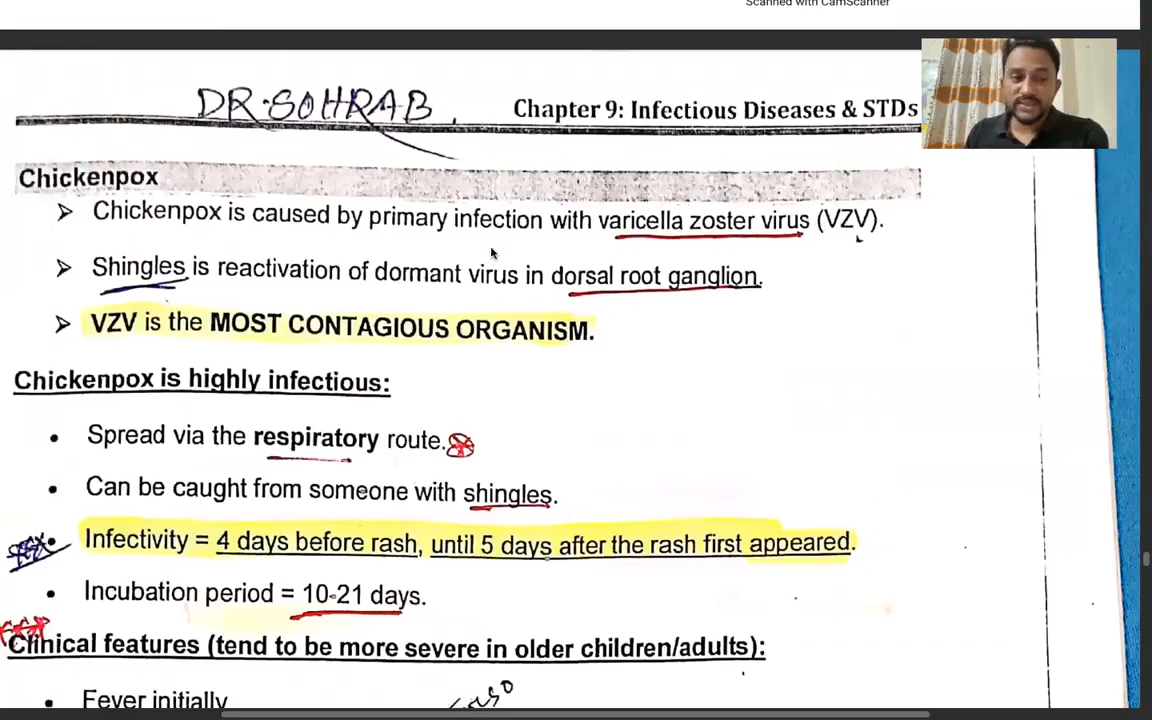 Scanned with CamScanner
DR. SOHRAB.
Chapter 9: Infectious Diseases & STDs
Chickenpox
➢ Chickenpox is caused by primary infection with varicella zoster virus (VZV).
➢ Shingles is reactivation of dormant virus in dorsal root ganglion.
➢ VZV is the MOST CONTAGIOUS ORGANISM.
Chickenpox is highly infectious:
• Spread via the respiratory route.
• Can be caught from someone with shingles.
• Infectivity = 4 days before rash, until 5 days after the rash first appeared.
• Incubation period = 10-21 days.
Clinical features (tend to be more severe in older children/adults):
• Fever initially